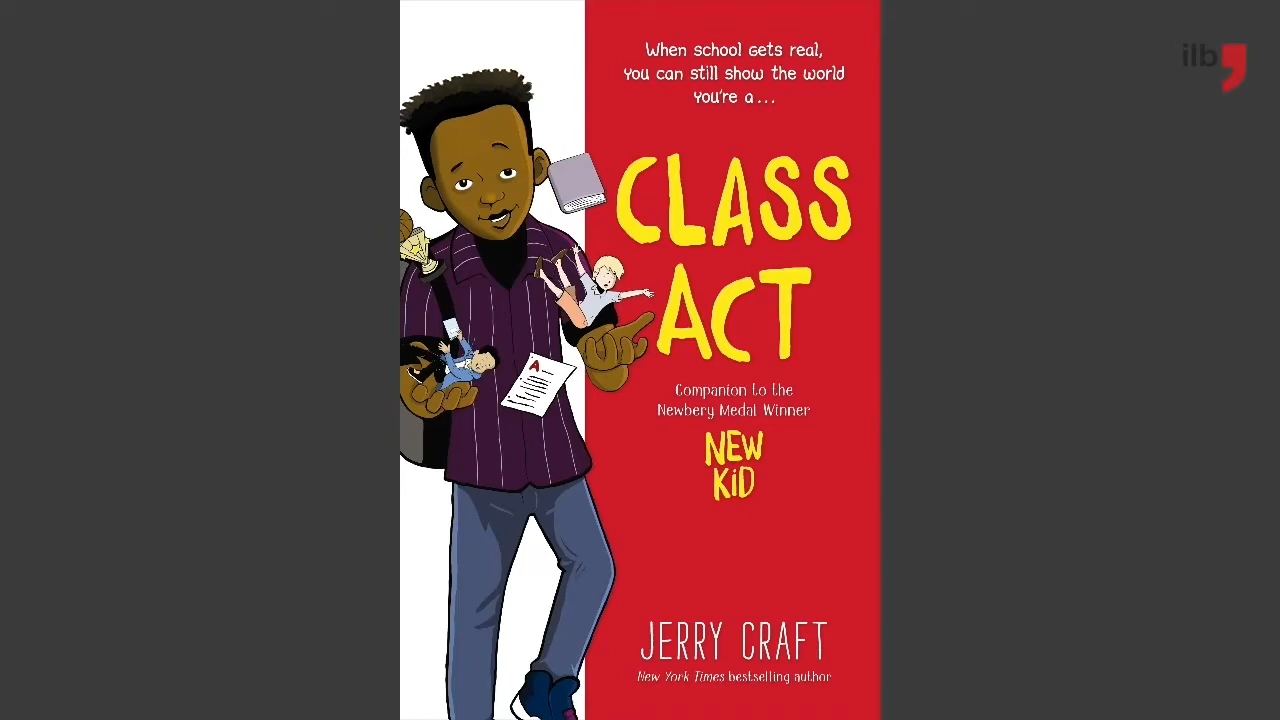 When school gets real,
you can still show the world
you're a...
CLASS
ACT
Companion to the
Newbery Medal Winner
NEW
KiD
A
JERRY CRAFT
New York Times bestselling author
ilb